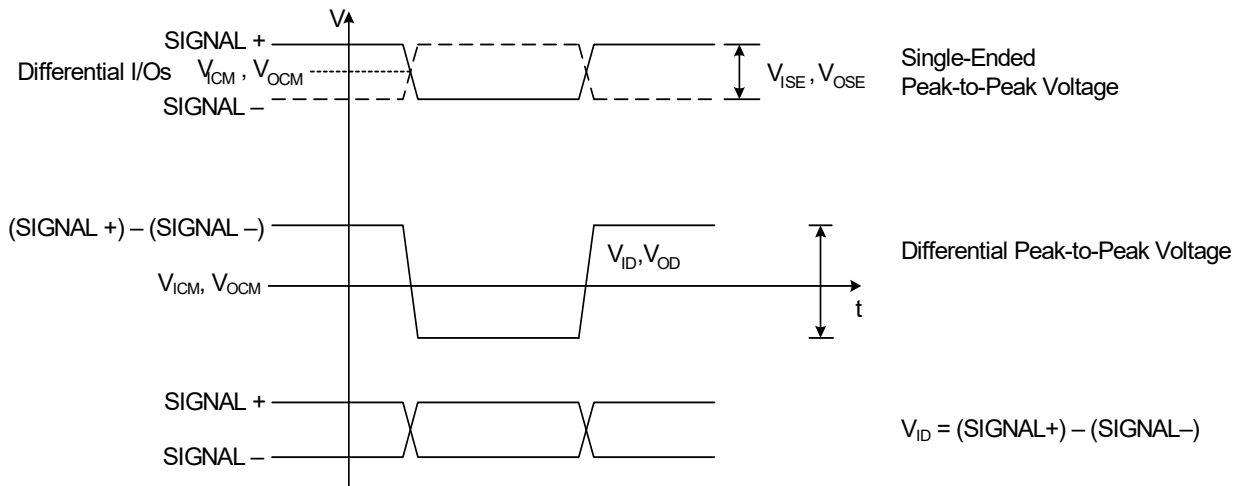 V
SIGNAL +
Differential I/Os V_ICM , V_OCM
SIGNAL –
V_ISE , V_OSE
Single-Ended
Peak-to-Peak Voltage
(SIGNAL +) – (SIGNAL –)
V_ID, V_OD
Differential Peak-to-Peak Voltage
V_ICM, V_OCM
t
SIGNAL +
SIGNAL –
V_ID = (SIGNAL+) – (SIGNAL–)